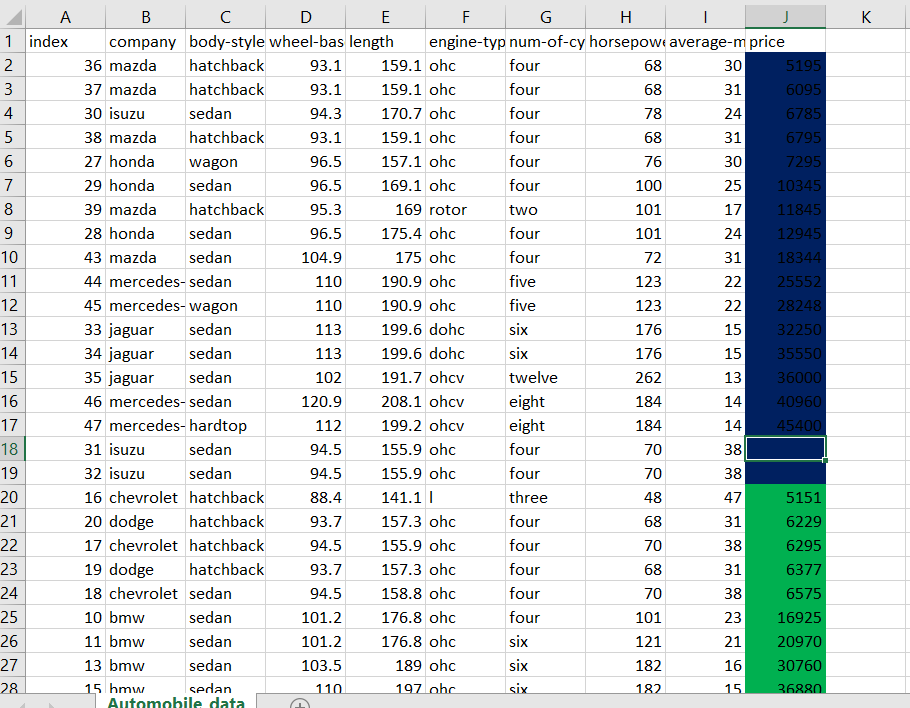 A B C D E F G H I J K
1 index company body-style wheel-bas length engine-typ num-of-cy horsepowe average-m price
2 36 mazda hatchback 93.1 159.1 ohc four 68 30 5195
3 37 mazda hatchback 93.1 159.1 ohc four 68 31 6095
4 30 isuzu sedan 94.3 170.7 ohc four 78 24 6785
5 38 mazda hatchback 93.1 159.1 ohc four 68 31 6795
6 27 honda wagon 96.5 157.1 ohc four 76 30 7295
7 29 honda sedan 96.5 169.1 ohc four 100 25 10345
8 39 mazda hatchback 95.3 169 rotor two 101 17 11845
9 28 honda sedan 96.5 175.4 ohc four 101 24 12945
10 43 mazda sedan 104.9 175 ohc four 72 31 18344
11 44 mercedes- sedan 110 190.9 ohc five 123 22 25552
12 45 mercedes- wagon 110 190.9 ohc five 123 22 28248
13 33 jaguar sedan 113 199.6 dohc six 176 15 32250
14 34 jaguar sedan 113 199.6 dohc six 176 15 35550
15 35 jaguar sedan 102 191.7 ohcv twelve 262 13 36000
16 46 mercedes- sedan 120.9 208.1 ohcv eight 184 14 40960
17 47 mercedes- hardtop 112 199.2 ohcv eight 184 14 45400
18 31 isuzu sedan 94.5 155.9 ohc four 70 38
19 32 isuzu sedan 94.5 155.9 ohc four 70 38
20 16 chevrolet hatchback 88.4 141.1 l three 48 47 5151
21 20 dodge hatchback 93.7 157.3 ohc four 68 31 6229
22 17 chevrolet hatchback 94.5 155.9 ohc four 70 38 6295
23 19 dodge hatchback 93.7 157.3 ohc four 68 31 6377
24 18 chevrolet sedan 94.5 158.8 ohc four 70 38 6575
25 10 bmw sedan 101.2 176.8 ohc four 101 23 16925
26 11 bmw sedan 101.2 176.8 ohc six 121 21 20970
27 13 bmw sedan 103.5 189 ohc six 182 16 30760
28 15 bmw sedan 110 197 ohc six 182 15 36880
Automobile_data